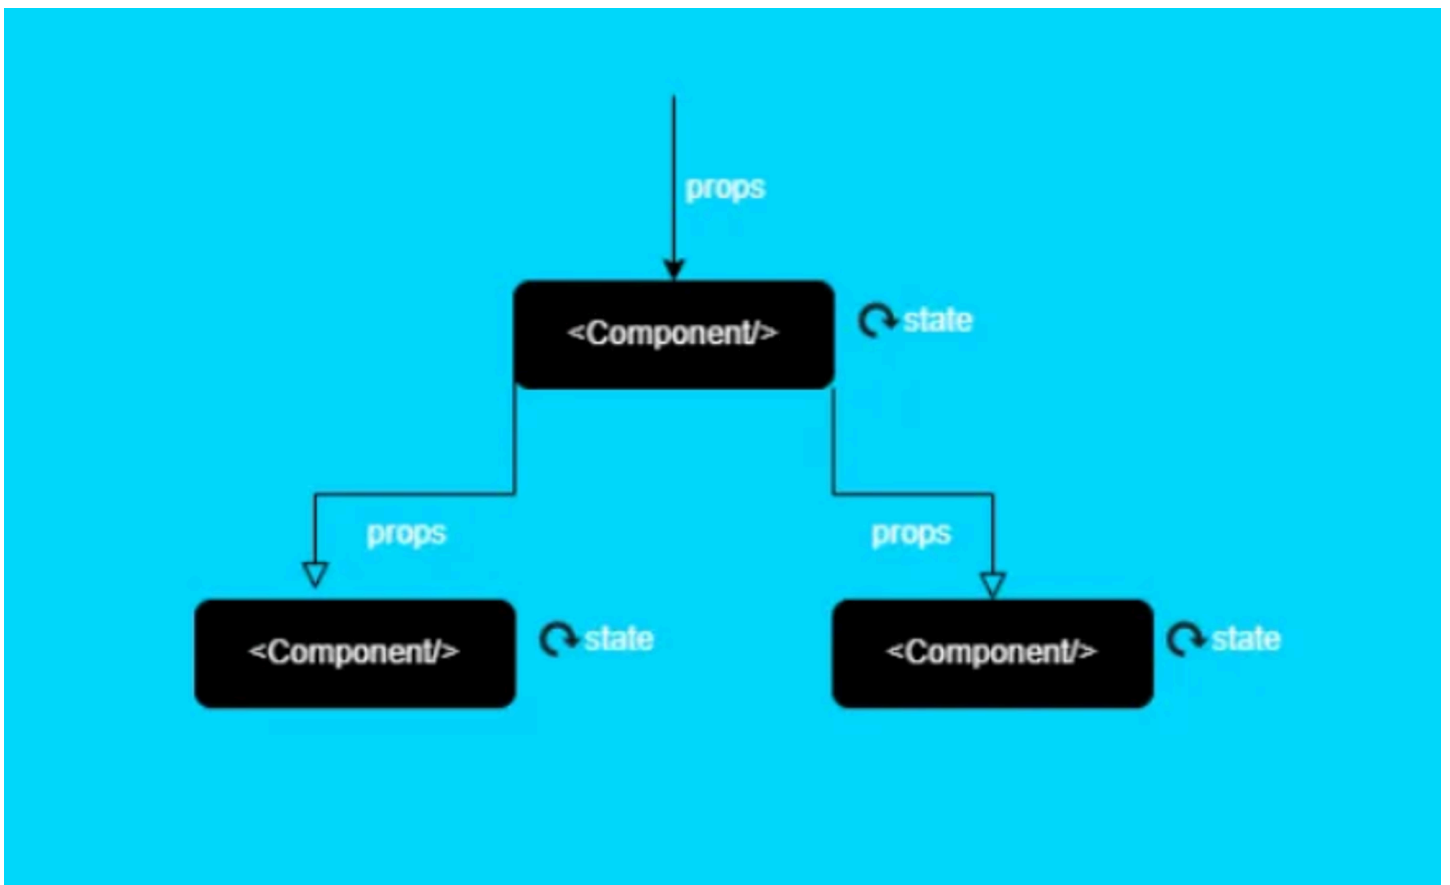 props
<Component/>
state
props
props
<Component/>
state
<Component/>
state